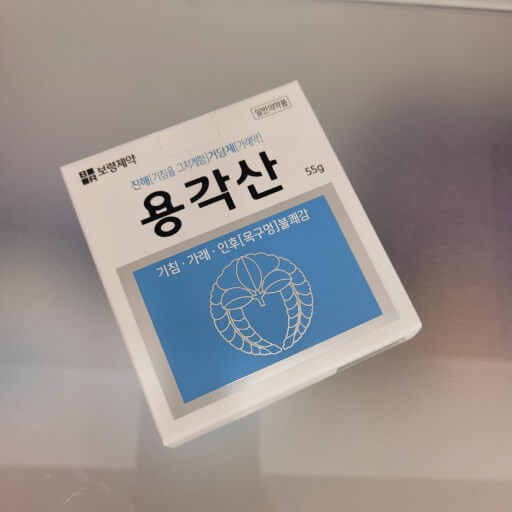 일반의약품
보령제약
진해[기침을 그치게함]거담제[가래약]
용각산
55g
기침·가래·인후[목구멍]불쾌감